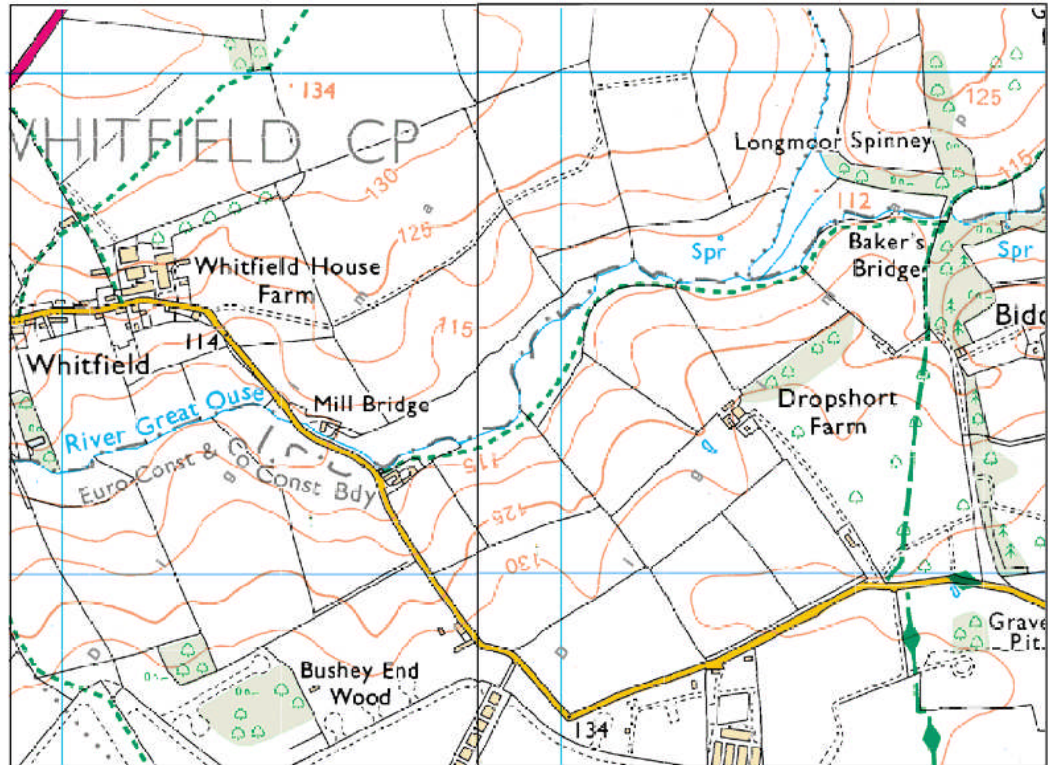 134
WHITFIELD CP
125
Longmoor Spinney
115
130
125
112
Spr
Baker's
Bridge
Spr
Whitfield House
Farm
115
114
Whitfield
Mill Bridge
River Great Ouse
Dropshort
Farm
Euro Const & Co Const Bdy
115
125
130
Gravel
Pit
Bushey End
Wood
134